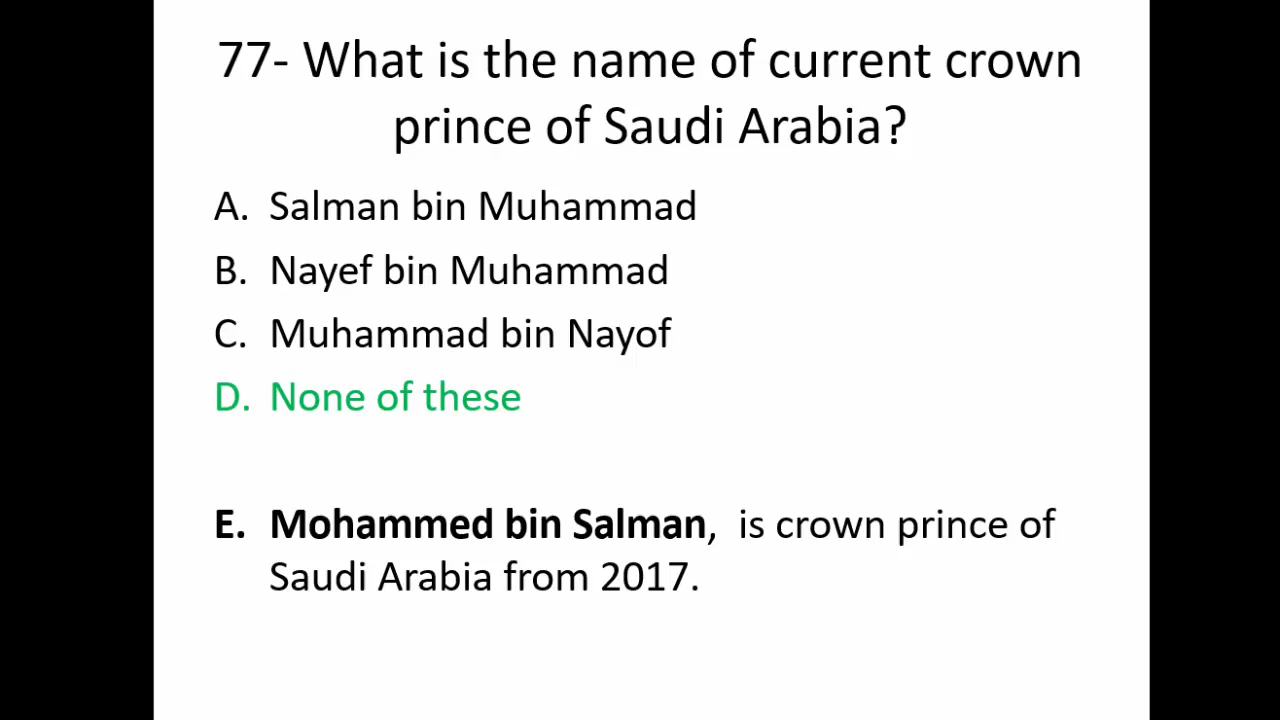 77- What is the name of current crown
prince of Saudi Arabia?
A. Salman bin Muhammad
B. Nayef bin Muhammad
C. Muhammad bin Nayof
D. None of these
E. Mohammed bin Salman, is crown prince of
Saudi Arabia from 2017.